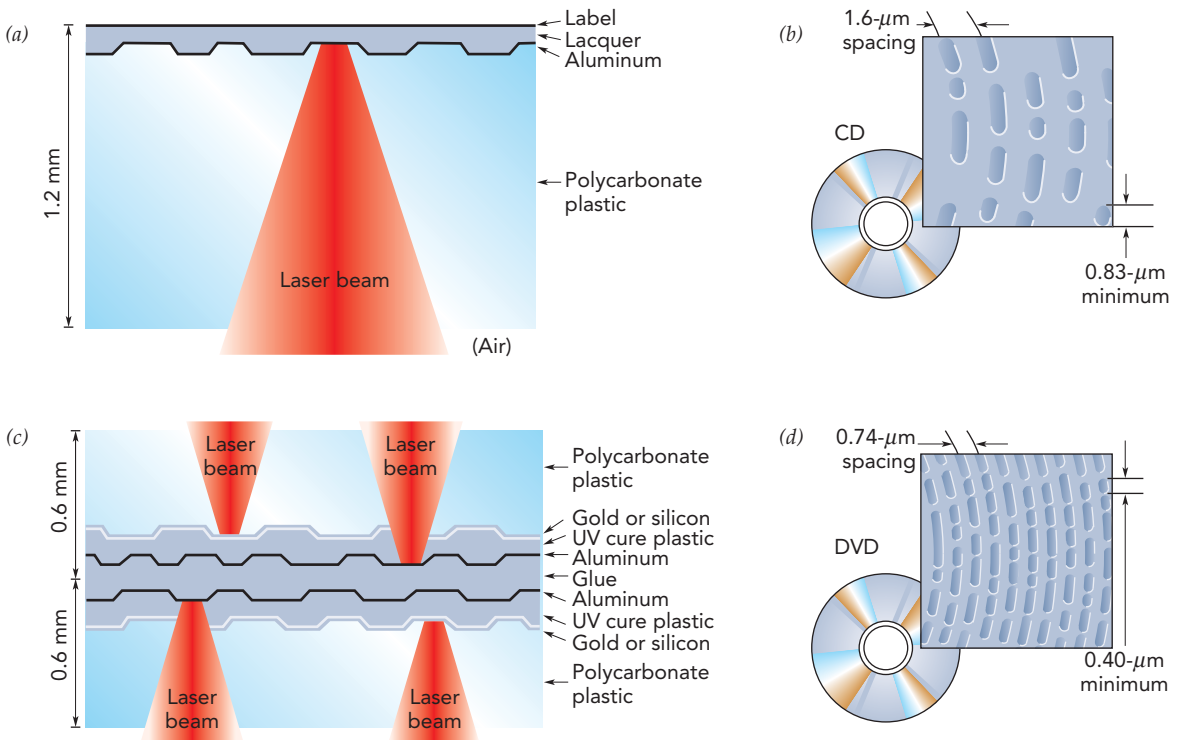 (a)
Label
Lacquer
Aluminum
1.2 mm
Polycarbonate
plastic
Laser beam
(Air)
(b)
1.6-μm
spacing
CD
0.83-μm
minimum
(c)
Laser
beam
Laser
beam
0.6 mm
0.6 mm
Polycarbonate
plastic
Gold or silicon
UV cure plastic
Aluminum
Glue
Aluminum
UV cure plastic
Gold or silicon
Polycarbonate
plastic
Laser
beam
Laser
beam
(d)
0.74-μm
spacing
DVD
0.40-μm
minimum